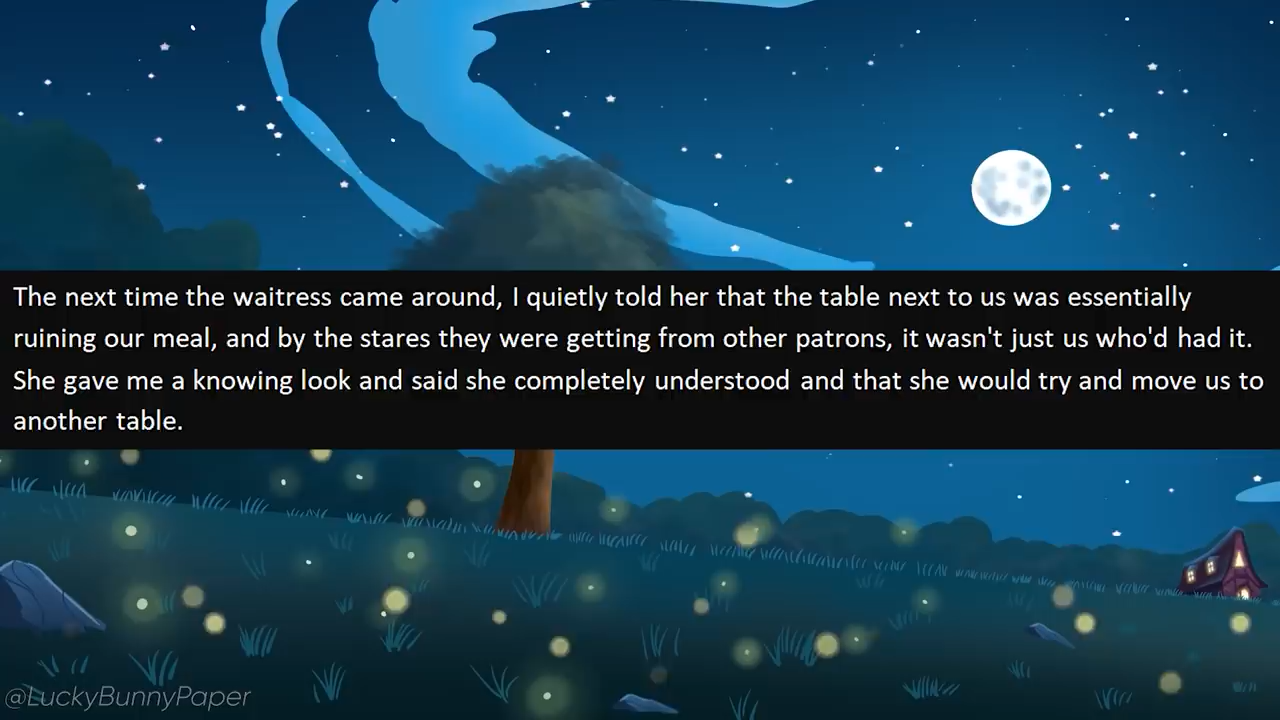 The next time the waitress came around, I quietly told her that the table next to us was essentially
ruining our meal, and by the stares they were getting from other patrons, it wasn't just us who'd had it.
She gave me a knowing look and said she completely understood and that she would try and move us to
another table.
@LuckyBunnyPaper